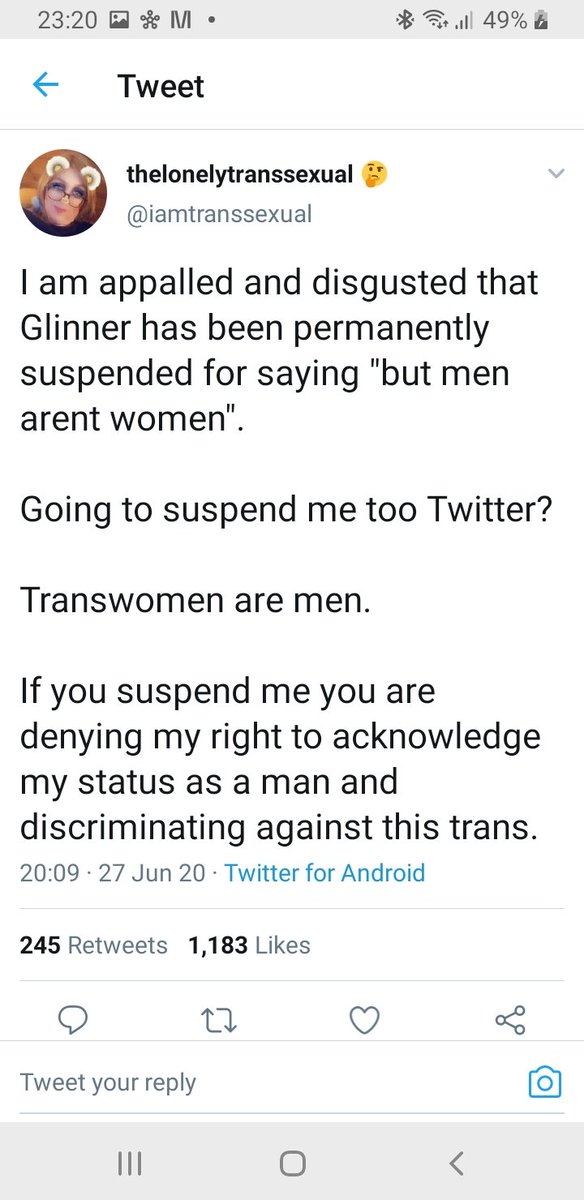 23:20 M • 49%
Tweet
thelonelytranssexual 🤔
@iamtranssexual
I am appalled and disgusted that
Glinner has been permanently
suspended for saying "but men
arent women".
Going to suspend me too Twitter?
Transwomen are men.
If you suspend me you are
denying my right to acknowledge
my status as a man and
discriminating against this trans.
20:09 · 27 Jun 20 · Twitter for Android
245 Retweets 1,183 Likes
Tweet your reply